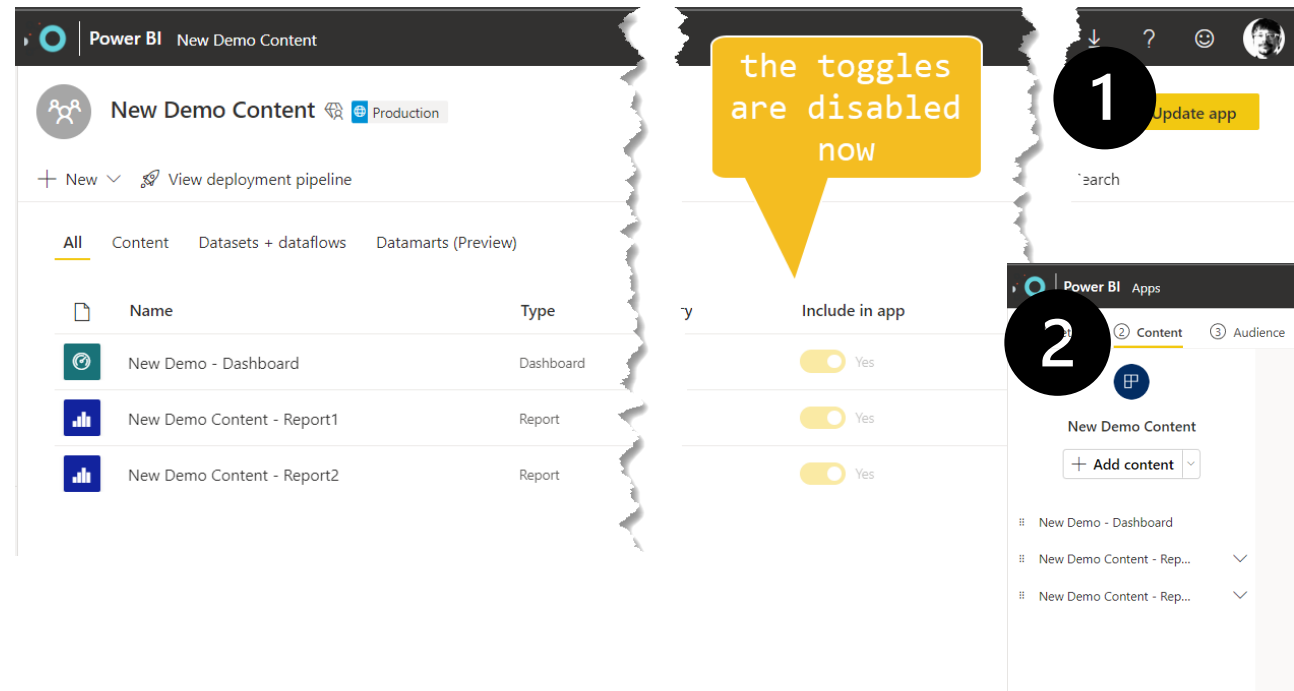 Power BI New Demo Content
New Demo Content Production
New View deployment pipeline
All Content Datasets + dataflows Datamarts (Preview)
Name Type
New Demo - Dashboard Dashboard
New Demo Content - Report1 Report
New Demo Content - Report2 Report
the toggles
are disabled
now
ry Include in app
Yes
Yes
Yes
?
1
Update app
earch
Power BI Apps
2
2 Content 3 Audience
New Demo Content
Add content
New Demo - Dashboard
New Demo Content - Rep...
New Demo Content - Rep...